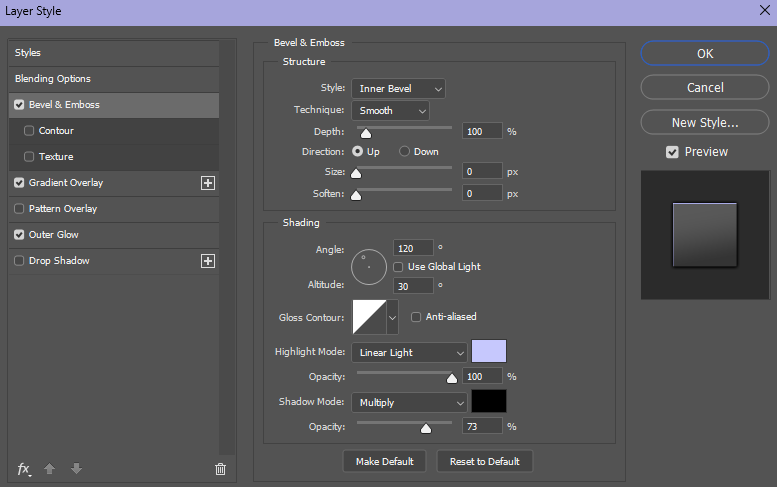 Layer Style
Styles
Blending Options
Bevel & Emboss
Contour
Texture
Gradient Overlay
Pattern Overlay
Outer Glow
Drop Shadow
fx
Bevel & Emboss
Structure
Style: Inner Bevel
Technique: Smooth
Depth: 100 %
Direction: Up Down
Size: 0 px
Soften: 0 px
Shading
Angle: 120 °
Use Global Light
Altitude: 30 °
Gloss Contour: Anti-aliased
Highlight Mode: Linear Light
Opacity: 100 %
Shadow Mode: Multiply
Opacity: 73 %
Make Default Reset to Default
OK
Cancel
New Style...
Preview